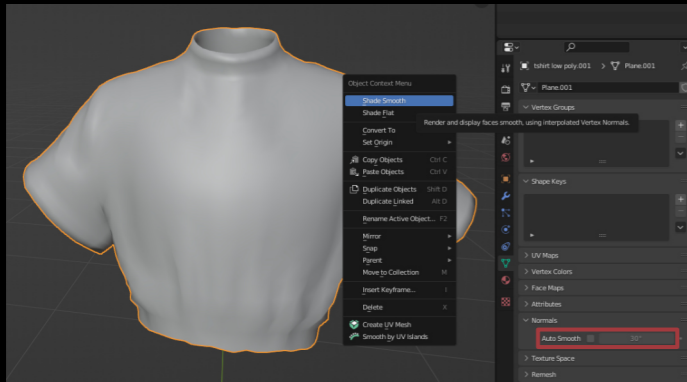 tshirt low poly.001 > Plane.001
Plane.001
Vertex Groups
Shape Keys
UV Maps
Vertex Colors
Face Maps
Attributes
Normals
Auto Smooth 30°
Texture Space
Remesh
Object Context Menu
Shade Smooth
Shade Flat
Render and display faces smooth, using interpolated Vertex Normals.
Convert To
Set Origin
Copy Objects Ctrl C
Paste Objects Ctrl V
Duplicate Objects Shift D
Duplicate Linked Alt D
Rename Active Object... F2
Mirror
Snap
Parent
Move to Collection M
Insert Keyframe... I
Delete X
Create UV Mesh
Smooth by UV Islands